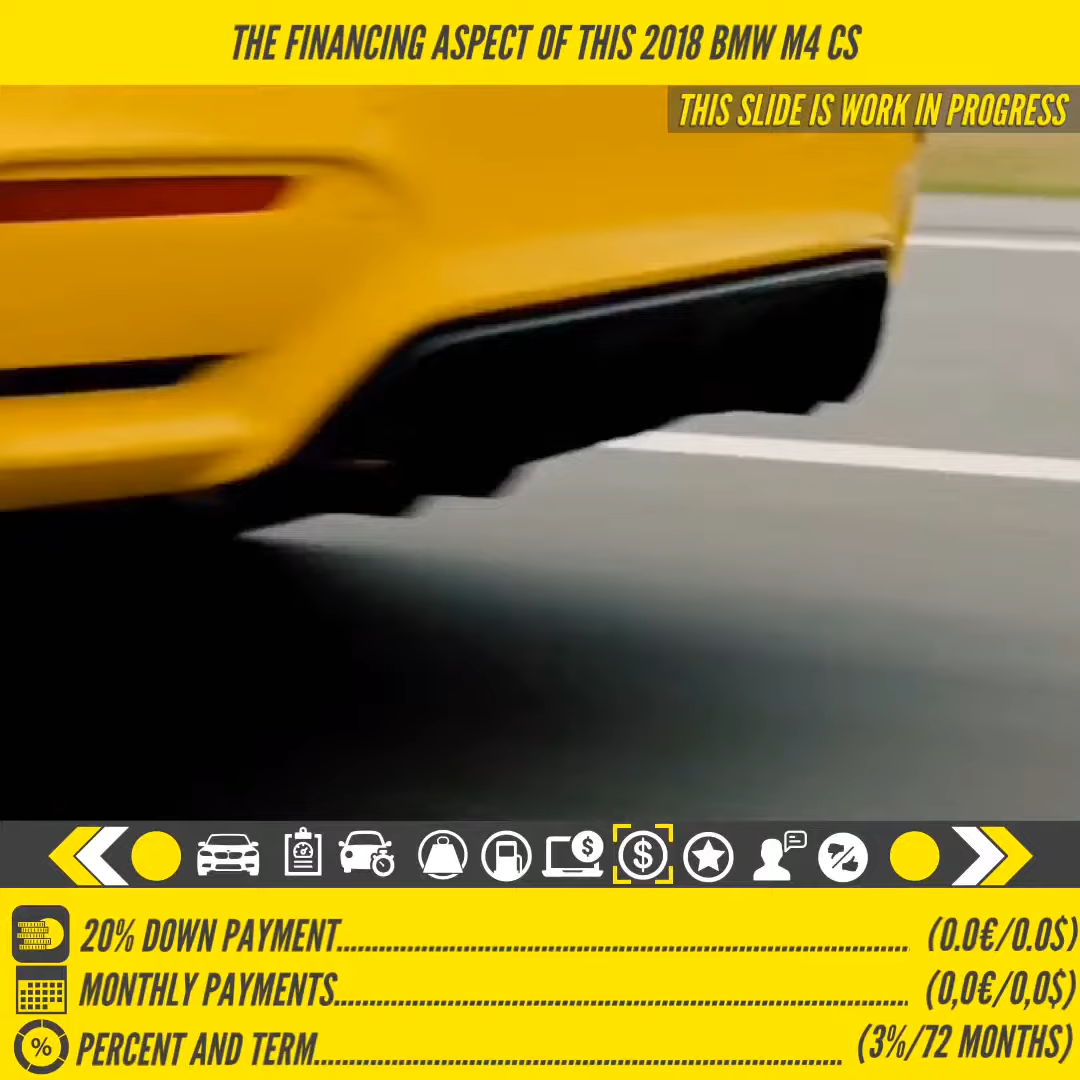 THE FINANCING ASPECT OF THIS 2018 BMW M4 CS
THIS SLIDE IS WORK IN PROGRESS
$
$
20% DOWN PAYMENT................................................ (0.0€/0.0$)
MONTHLY PAYMENTS................................................ (0,0€/0,0$)
% PERCENT AND TERM................................................ (3%/72 MONTHS)